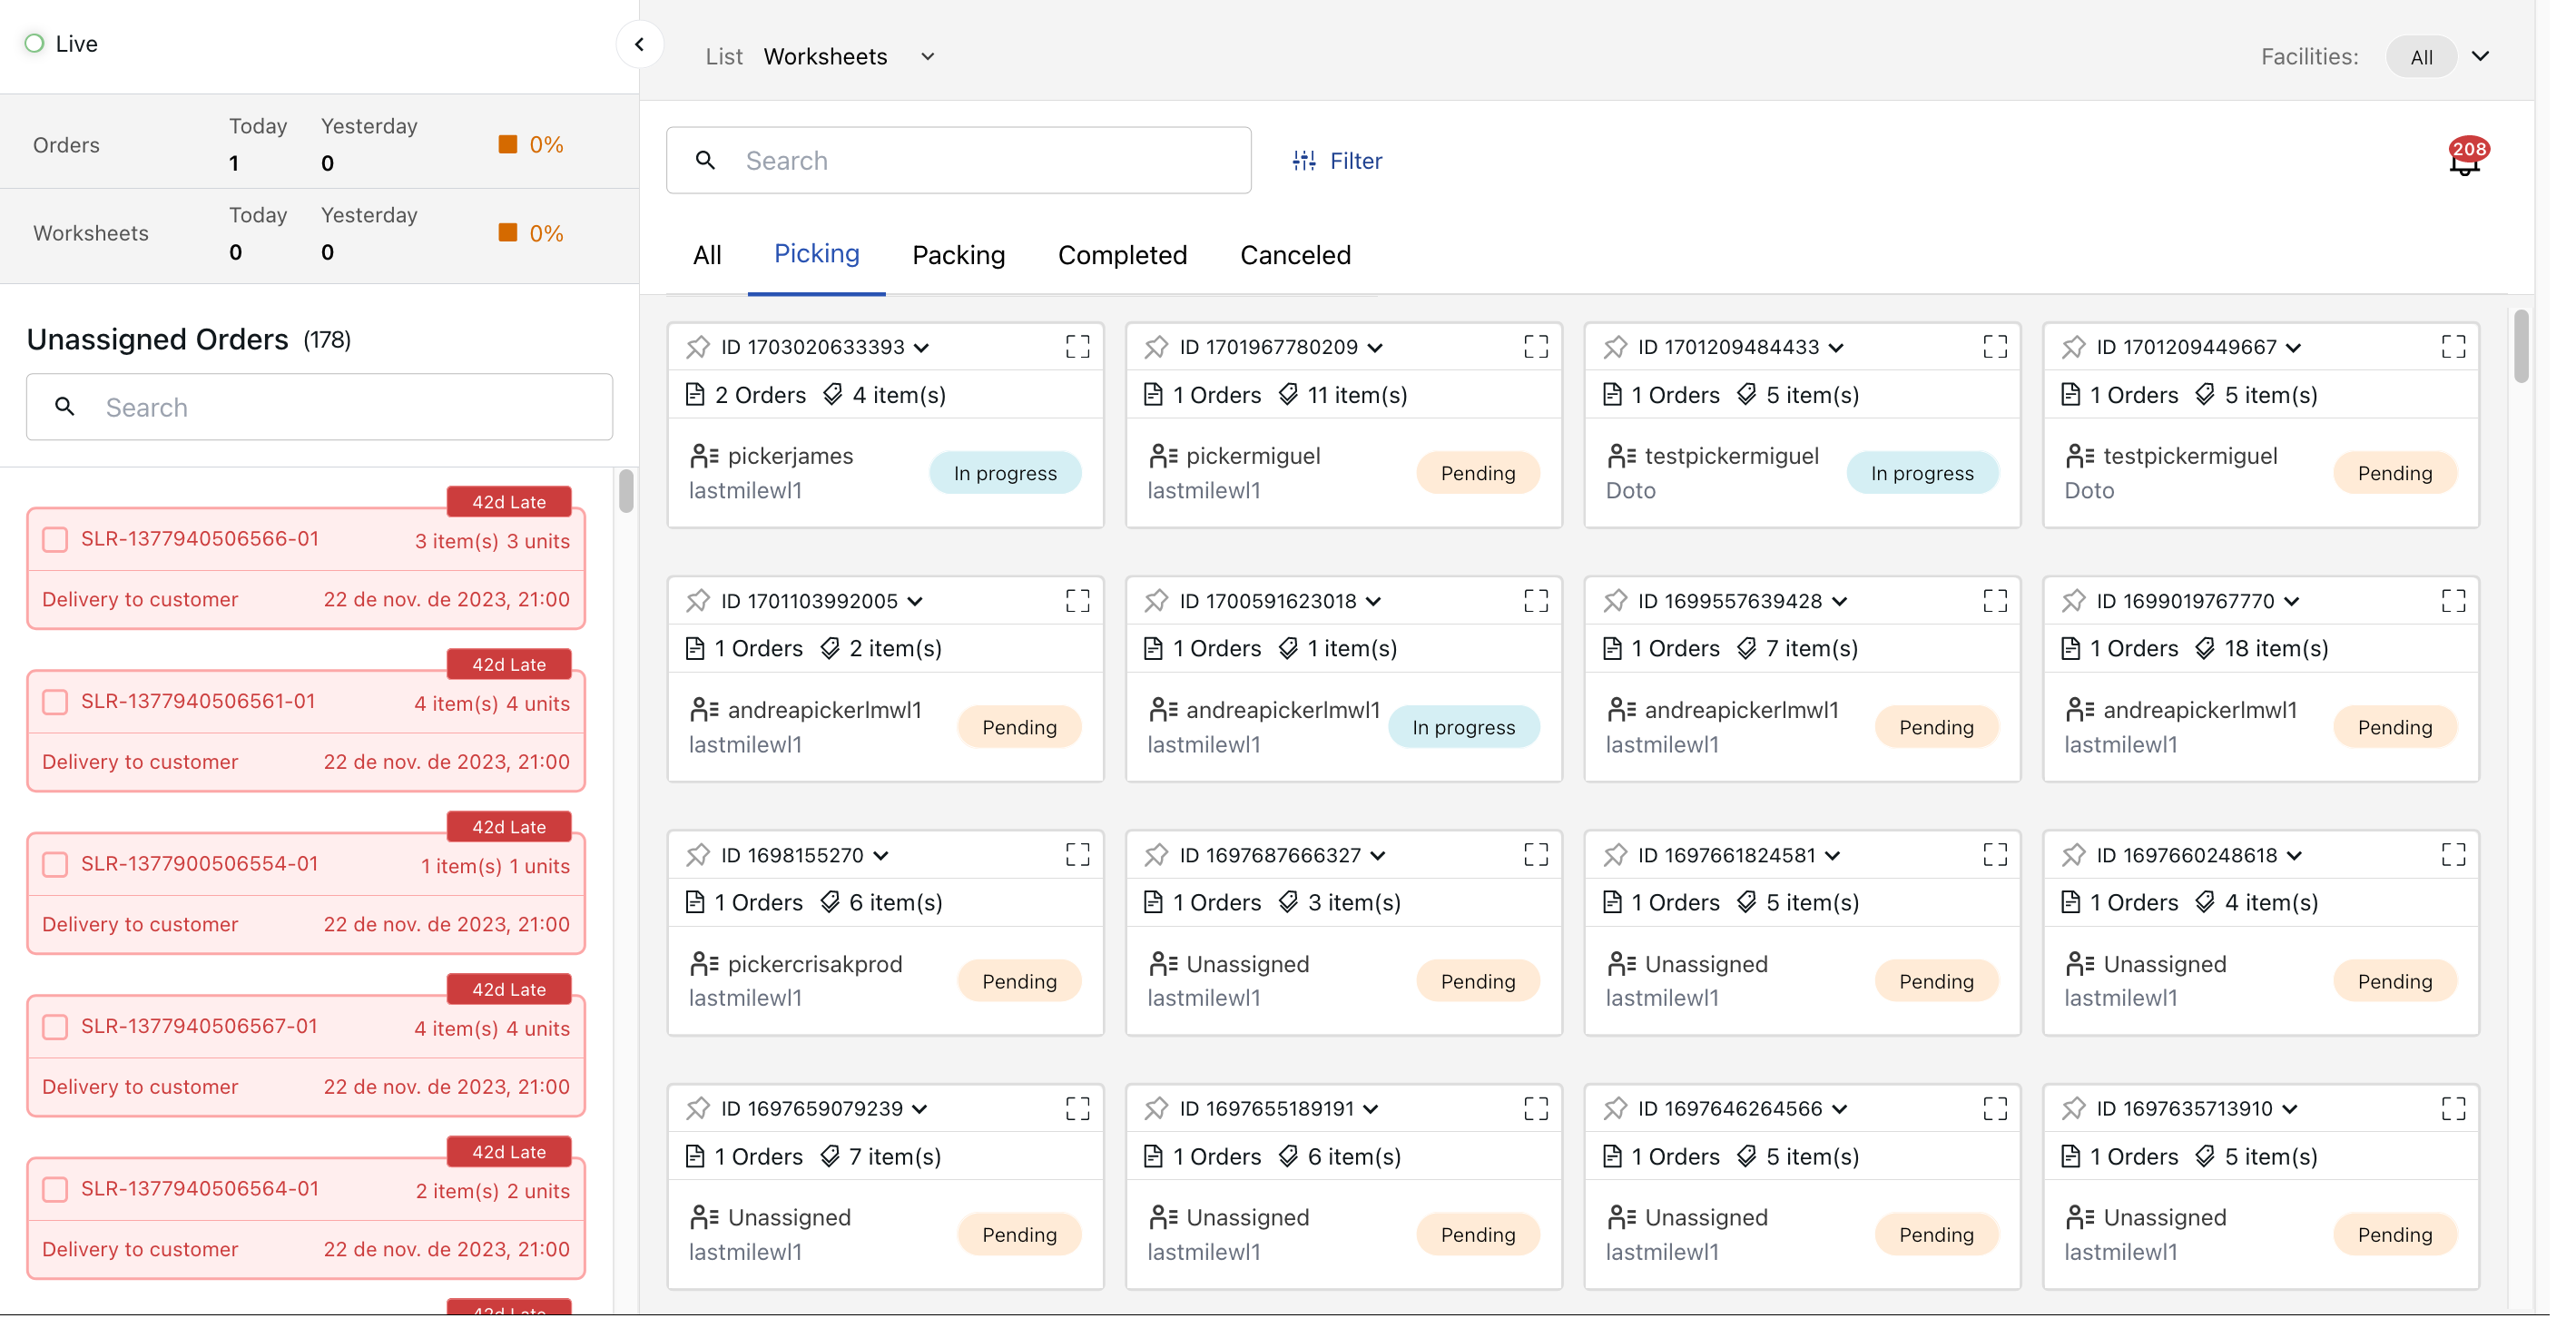 Live
Orders
Today
Yesterday
1
0
0%
Worksheets
Today
Yesterday
0
0
0%
Unassigned Orders (178)
Search
42d Late
SLR-1377940506566-01 3 item(s) 3 units
Delivery to customer 22 de nov. de 2023, 21:00
42d Late
SLR-1377940506561-01 4 item(s) 4 units
Delivery to customer 22 de nov. de 2023, 21:00
42d Late
SLR-1377900506554-01 1 item(s) 1 units
Delivery to customer 22 de nov. de 2023, 21:00
42d Late
SLR-1377940506567-01 4 item(s) 4 units
Delivery to customer 22 de nov. de 2023, 21:00
42d Late
SLR-1377940506564-01 2 item(s) 2 units
Delivery to customer 22 de nov. de 2023, 21:00
42d Late
List Worksheets
Facilities: All
Search
Filter
208
All Picking Packing Completed Canceled
ID 1703020633393
2 Orders 4 item(s)
pickerjames
lastmilewl1
In progress
ID 1701967780209
1 Orders 11 item(s)
pickermiguel
lastmilewl1
Pending
ID 1701209484433
1 Orders 5 item(s)
testpickermiguel
Doto
In progress
ID 1701209449667
1 Orders 5 item(s)
testpickermiguel
Doto
Pending
ID 1701103992005
1 Orders 2 item(s)
andreapickerlmwl1
lastmilewl1
Pending
ID 1700591623018
1 Orders 1 item(s)
andreapickerlmwl1
lastmilewl1
In progress
ID 1699557639428
1 Orders 7 item(s)
andreapickerlmwl1
lastmilewl1
Pending
ID 1699019767770
1 Orders 18 item(s)
andreapickerlmwl1
lastmilewl1
Pending
ID 1698155270
1 Orders 6 item(s)
pickercrisakprod
lastmilewl1
Pending
ID 1697687666327
1 Orders 3 item(s)
Unassigned
lastmilewl1
Pending
ID 1697661824581
1 Orders 5 item(s)
Unassigned
lastmilewl1
Pending
ID 1697660248618
1 Orders 4 item(s)
Unassigned
lastmilewl1
Pending
ID 1697659079239
1 Orders 7 item(s)
Unassigned
lastmilewl1
Pending
ID 1697655189191
1 Orders 6 item(s)
Unassigned
lastmilewl1
Pending
ID 1697646264566
1 Orders 5 item(s)
Unassigned
lastmilewl1
Pending
ID 1697635713910
1 Orders 5 item(s)
Unassigned
lastmilewl1
Pending